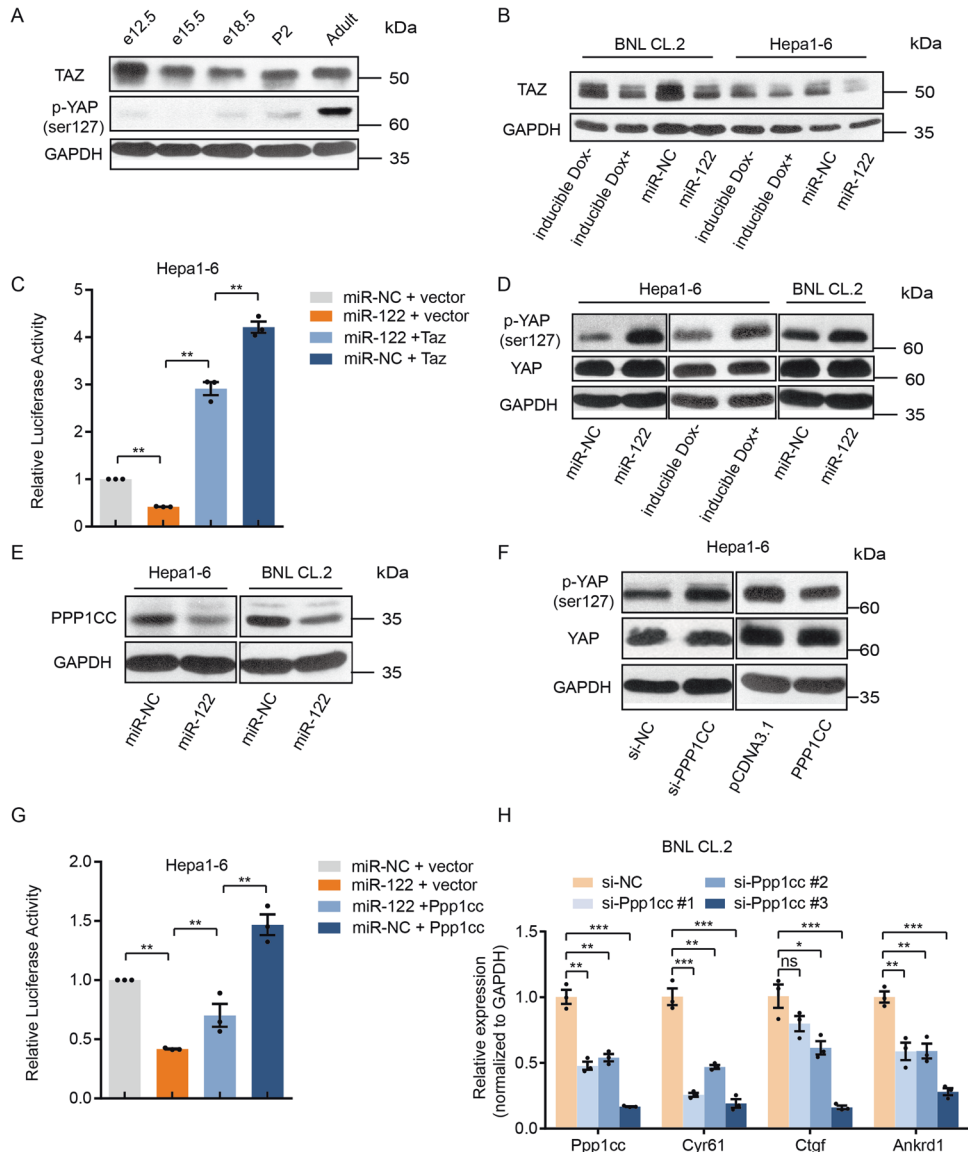 A
e12.5 e15.5 e18.5 P2 Adult kDa
TAZ
50
p-YAP
(ser127)
60
GAPDH
35
B
BNL CL.2 Hepa1-6 kDa
TAZ
50
GAPDH
35
inducible Dox- inducible Dox+ miR-NC miR-122 inducible Dox- inducible Dox+ miR-NC miR-122
C
Hepa1-6
Relative Luciferase Activity
5
4
3
2
1
0
** ** **
miR-NC + vector
miR-122 + vector
miR-122 +Taz
miR-NC + Taz
D
Hepa1-6 BNL CL.2 kDa
p-YAP
(ser127)
60
YAP
60
GAPDH
35
miR-NC miR-122 inducible Dox- inducible Dox+ miR-NC miR-122
E
Hepa1-6 BNL CL.2 kDa
PPP1CC
35
GAPDH
35
miR-NC miR-122 miR-NC miR-122
F
Hepa1-6
kDa
p-YAP
(ser127)
60
YAP
60
GAPDH
35
si-NC si-PPP1CC pCDNA3.1 PPP1CC
G
Hepa1-6
Relative Luciferase Activity
2.0
1.5
1.0
0.5
0.0
** ** **
miR-NC + vector
miR-122 + vector
miR-122 +Ppp1cc
miR-NC + Ppp1cc
H
BNL CL.2
si-NC si-Ppp1cc #2
si-Ppp1cc #1 si-Ppp1cc #3
Relative expression
(normalized to GAPDH)
1.5
1.0
0.5
0.0
*** *** *** ***
** ** * **
** *** ns **
Ppp1cc Cyr61 Ctgf Ankrd1